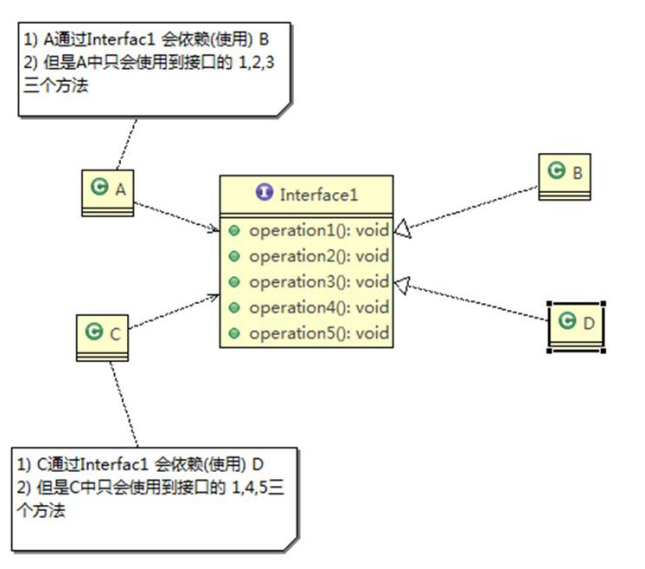 1) A通过Interfac1 会依赖(使用) B
2) 但是A中只会使用到接口的 1,2,3
三个方法
C A
I Interface1
C B
operation1(): void
operation2(): void
operation3(): void
operation4(): void
operation5(): void
C C
C D
1) C通过Interfac1 会依赖(使用) D
2) 但是C中只会使用到接口的 1,4,5三
个方法